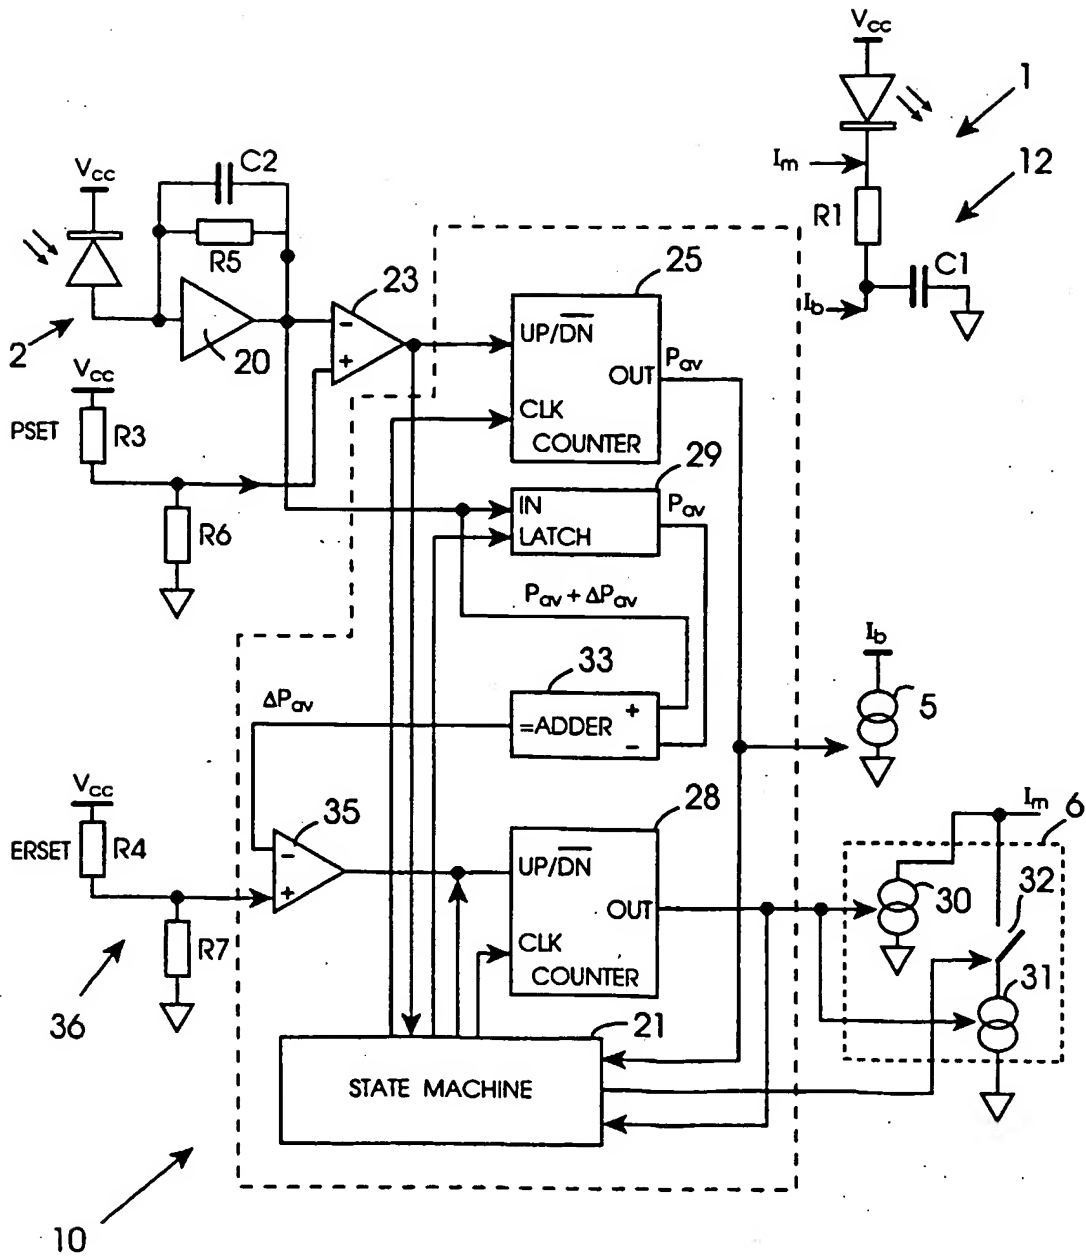 Vcc
1
Im
12
R1
C1
Ib
Vcc
C2
R5
2
20
23
25
UP/DN
OUT
Pav
CLK
COUNTER
Vcc
PSET
R3
R6
29
IN
LATCH
Pav
Pav + ΔPav
33
=ADDER
+
-
ΔPav
Ib
5
Vcc
ERSET
R4
R7
36
35
-
+
-
+
28
UP/DN
OUT
CLK
COUNTER
Im
6
30
32
31
21
STATE MACHINE
10